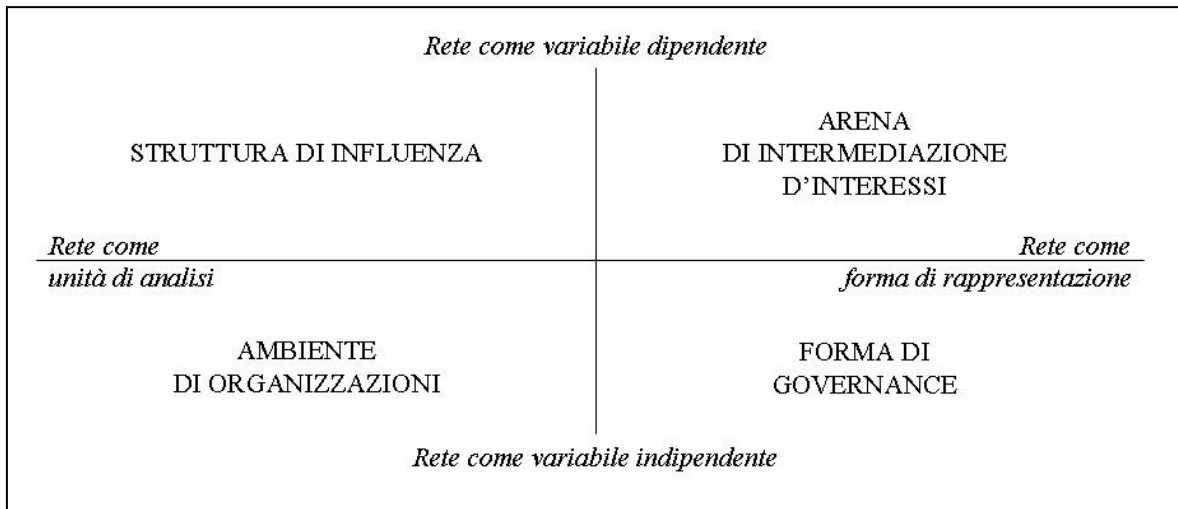 Rete come variabile dipendente
STRUTTURA DI INFLUENZA
ARENA
DI INTERMEDIAZIONE
D'INTERESSI
Rete come
unità di analisi
Rete come
forma di rappresentazione
AMBIENTE
DI ORGANIZZAZIONI
FORMA DI
GOVERNANCE
Rete come variabile indipendente